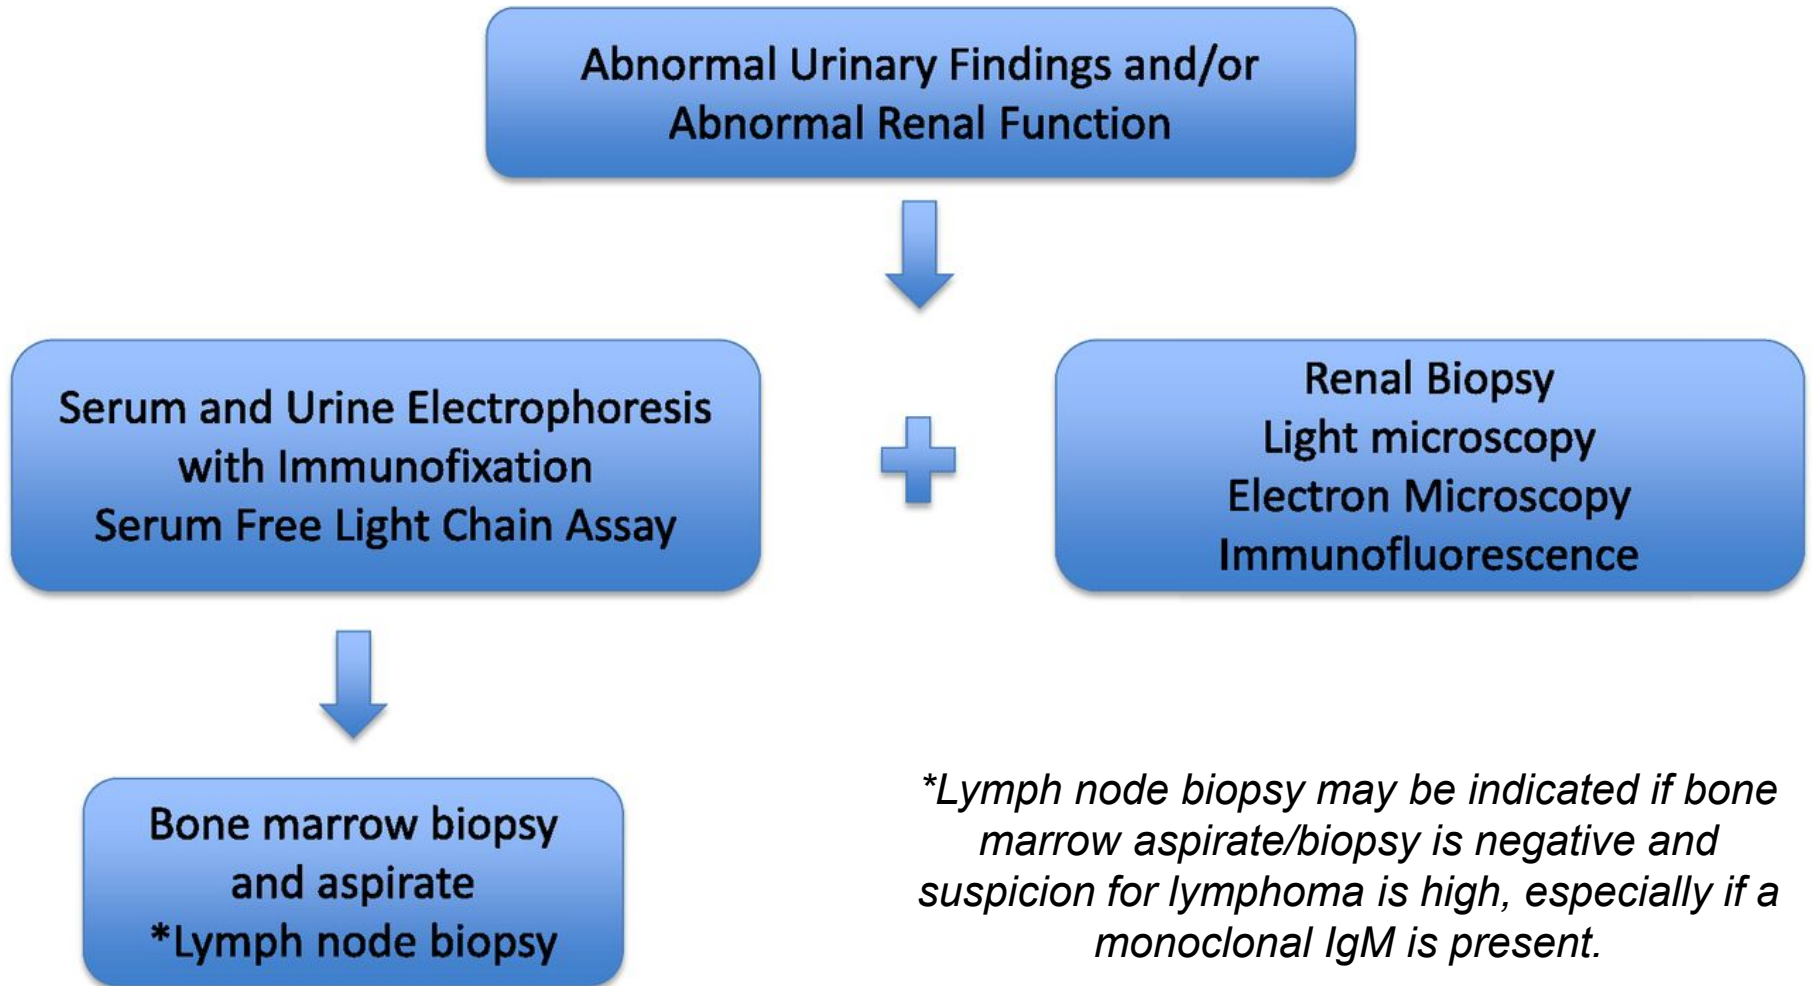 Abnormal Urinary Findings and/or
Abnormal Renal Function
Serum and Urine Electrophoresis
with Immunofixation
Serum Free Light Chain Assay
Renal Biopsy
Light microscopy
Electron Microscopy
Immunofluorescence
Bone marrow biopsy
and aspirate
*Lymph node biopsy
*Lymph node biopsy may be indicated if bone
marrow aspirate/biopsy is negative and
suspicion for lymphoma is high, especially if a
monoclonal IgM is present.